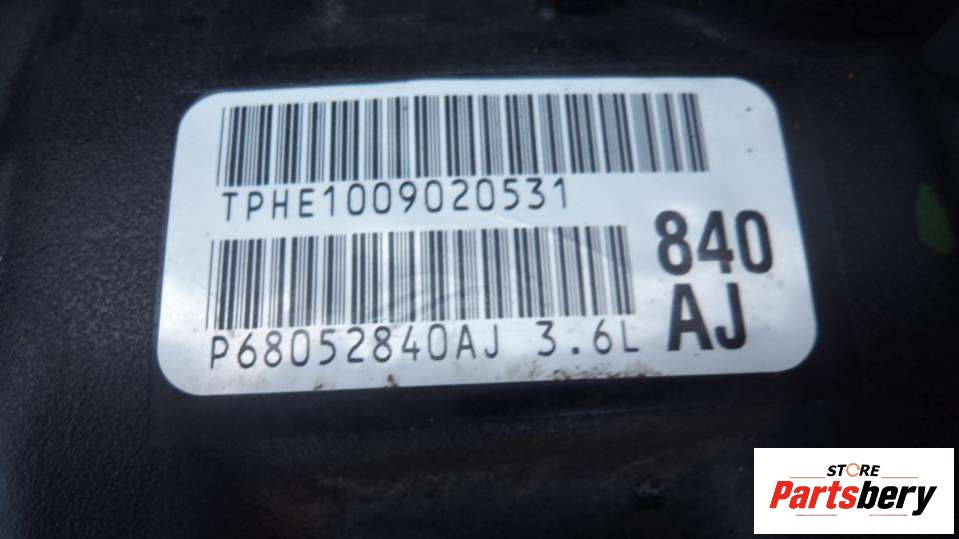 TPHE1009020531
840
P68052840AJ 3.6L
AJ
STORE
Partsbery